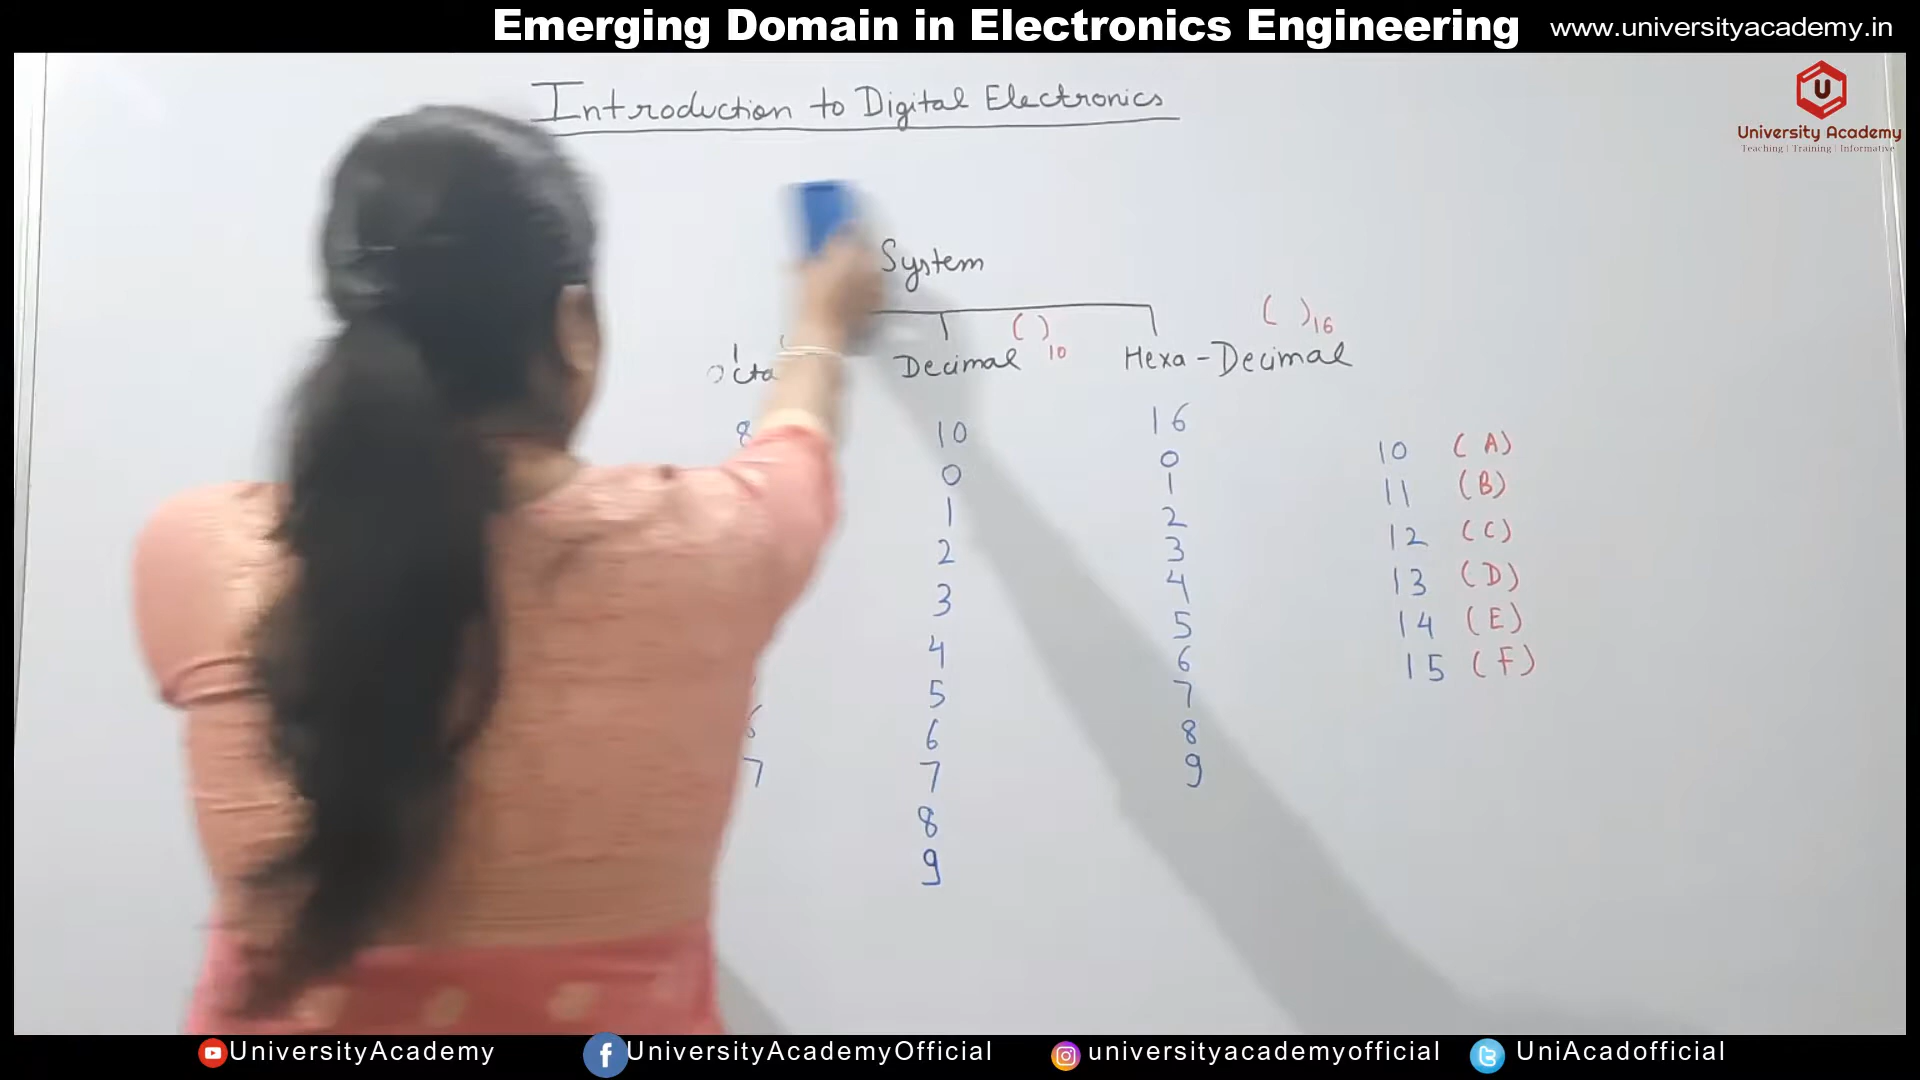 Emerging Domain in Electronics Engineering
www.universityacademy.in
U
University Academy
Teaching | Training | Informative
Introduction to Digital Electronics
System
( )10
( )16
Octa
Decimal
Hexa-Decimal
8
10
16
0
0
1
1
2
2
3
3
4
4
5
5
6
6
6
7
7
7
8
8
9
9
10 (A)
11 (B)
12 (C)
13 (D)
14 (E)
15 (F)
UniversityAcademy
UniversityAcademyOfficial
universityacademyofficial
UniAcadofficial